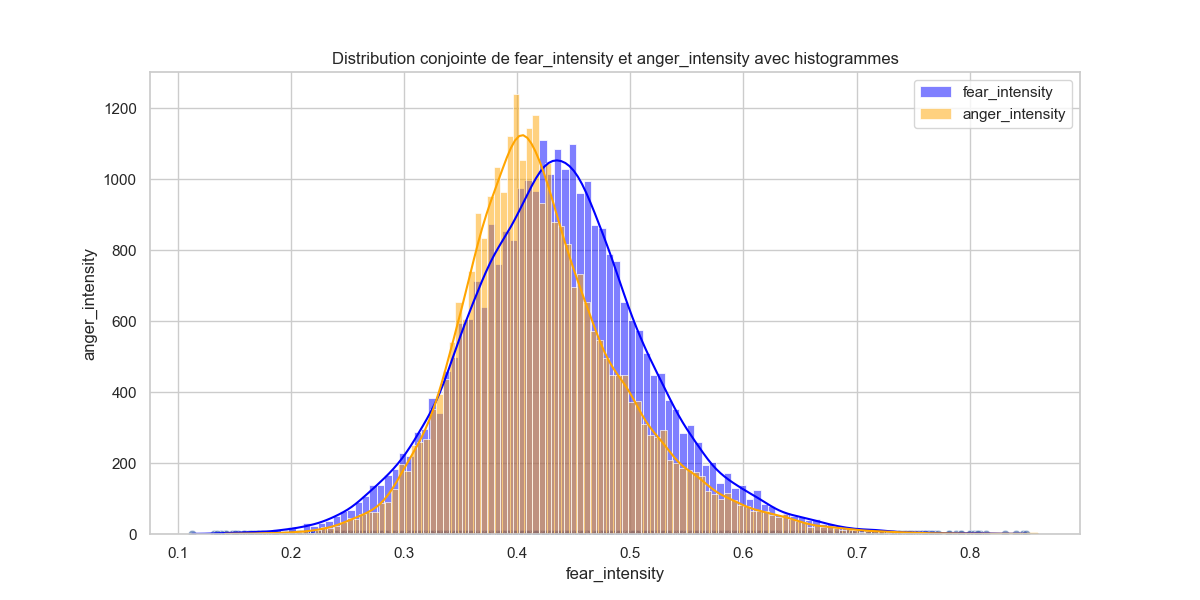 Distribution conjointe de fear_intensity et anger_intensity avec histogrammes
fear_intensity
anger_intensity
1200
1000
800
600
400
200
0
anger_intensity
0.1 0.2 0.3 0.4 0.5 0.6 0.7 0.8
fear_intensity